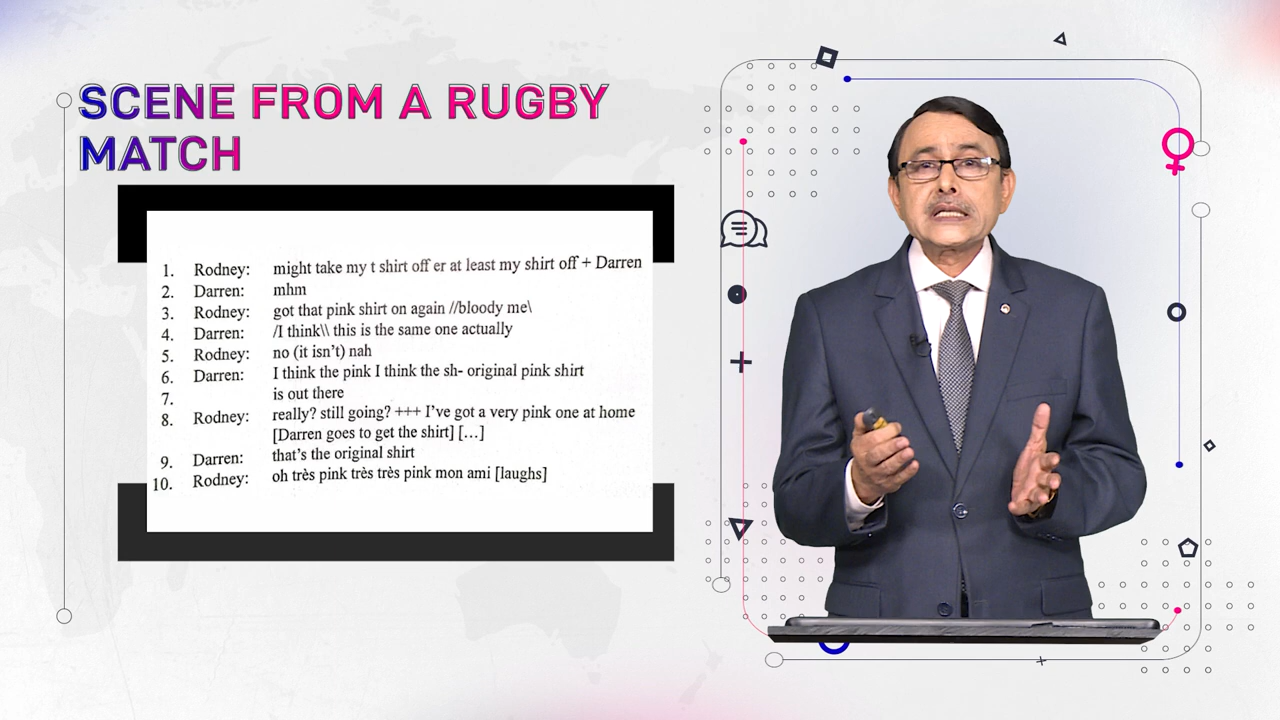 SCENE FROM A RUGBY
MATCH
1. Rodney: might take my t shirt off er at least my shirt off + Darren
2. Darren: mhm
3. Rodney: got that pink shirt on again //bloody me\
4. Darren: /I think\\ this is the same one actually
5. Rodney: no (it isn't) nah
6. Darren: I think the pink I think the sh- original pink shirt
7. is out there
8. Rodney: really? still going? +++ I've got a very pink one at home
[Darren goes to get the shirt] [...]
9. Darren: that's the original shirt
10. Rodney: oh très pink très très pink mon ami [laughs]